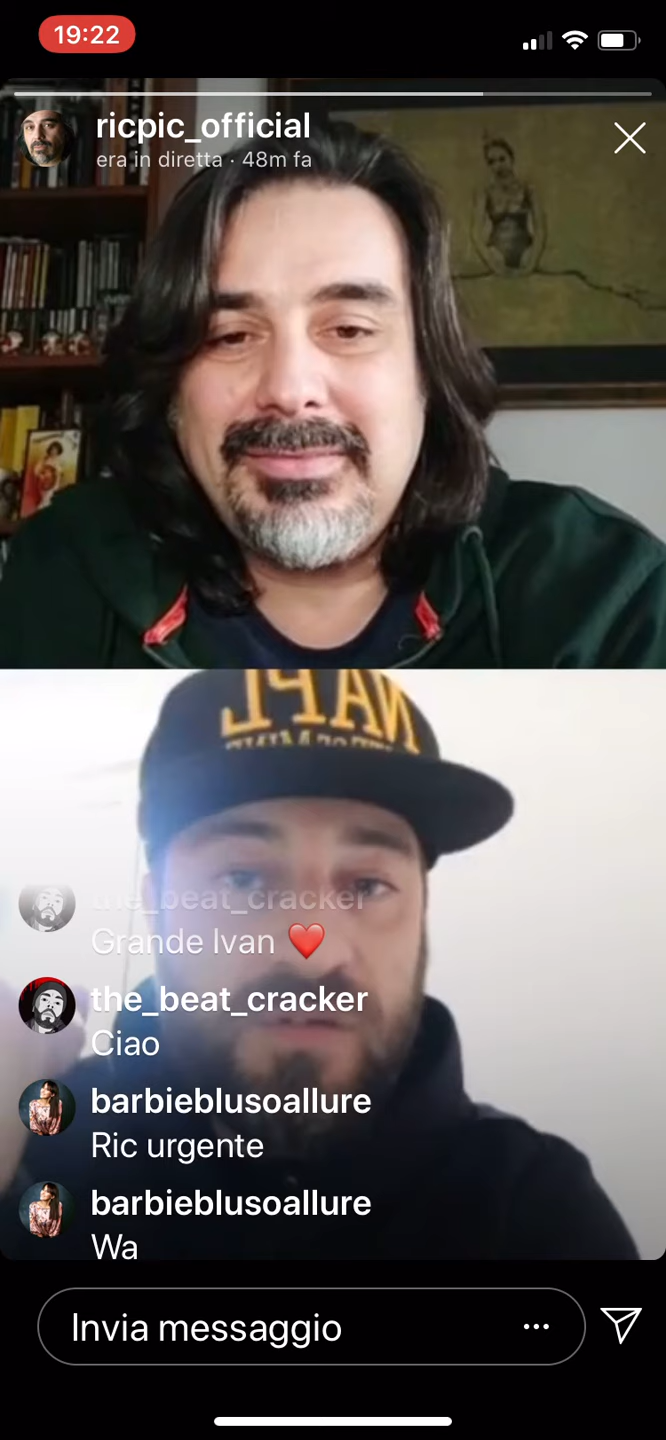 19:22
ricpic_official
era in diretta · 48m fa
NAPL
the_beat_cracker
Grande Ivan ❤️
the_beat_cracker
Ciao
barbieblusoallure
Ric urgente
barbieblusoallure
Wa
Invia messaggio